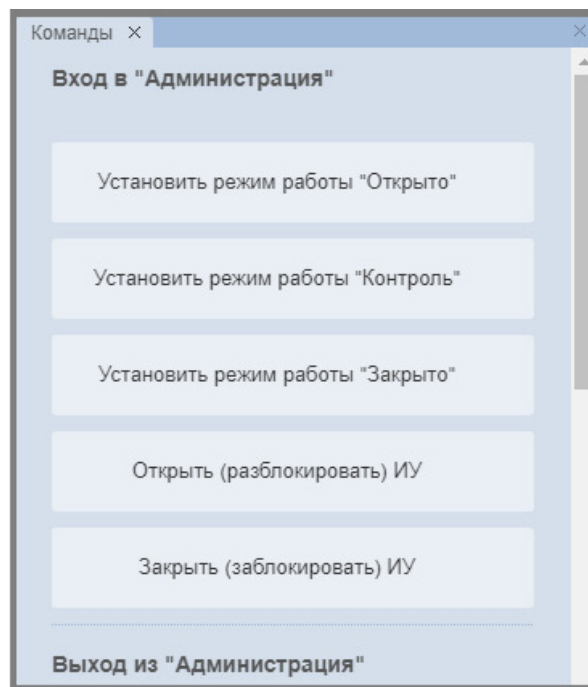 Команды
Вход в "Администрация"
Установить режим работы "Открыто"
Установить режим работы "Контроль"
Установить режим работы "Закрыто"
Открыть (разблокировать) ИУ
Закрыть (заблокировать) ИУ
Выход из "Администрация"